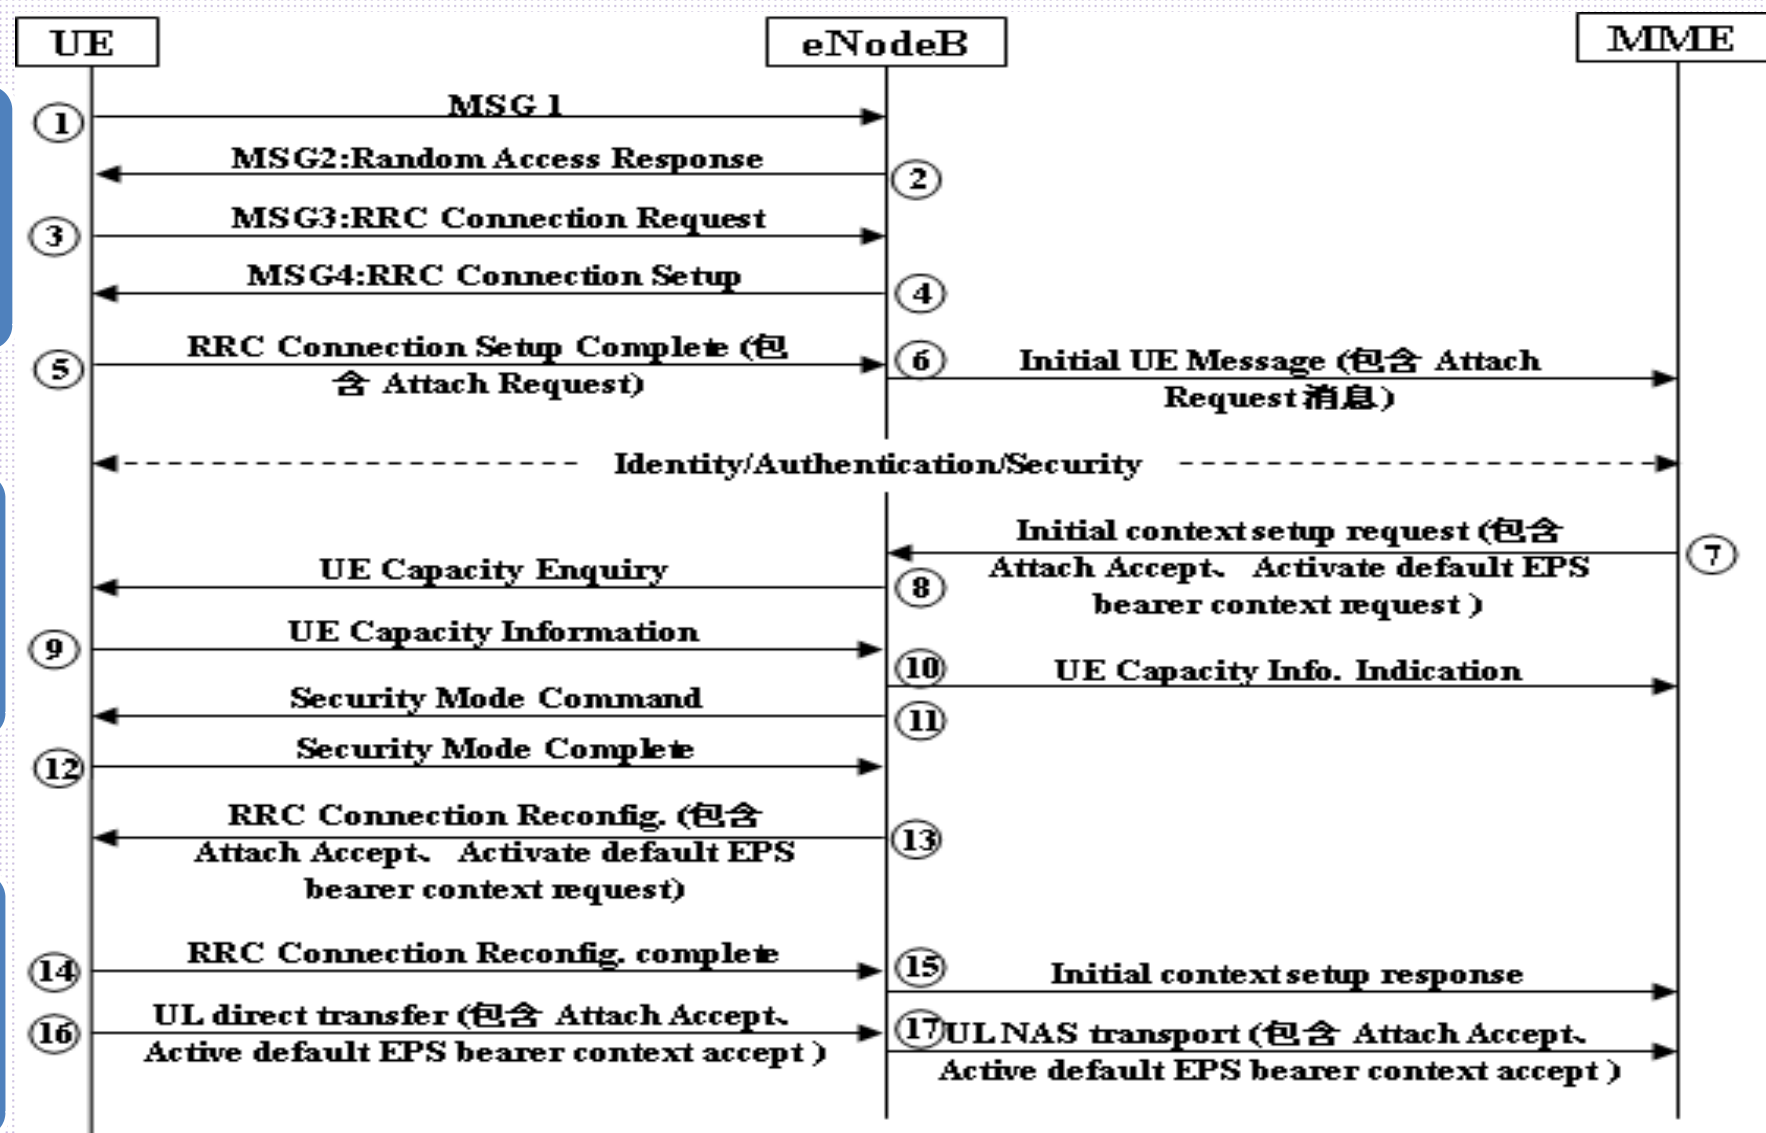 UE
eNodeB
MME
1
MSG 1
MSG2:Random Access Response
2
3
MSG3:RRC Connection Request
MSG4:RRC Connection Setup
4
5
RRC Connection Setup Complete (包
含 Attach Request)
6
Initial UE Message (包含 Attach
Request 消息)
Identity/Authentication/Security
Initial context setup request (包含
Attach Accept、 Activate default EPS
bearer context request )
7
UE Capacity Enquiry
8
9
UE Capacity Information
10
UE Capacity Info. Indication
Security Mode Command
11
12
Security Mode Complete
RRC Connection Reconfig. (包含
Attach Accept、 Activate default EPS
bearer context request)
13
14
RRC Connection Reconfig. complete
15
Initial context setup response
16
UL direct transfer (包含 Attach Accept、
Active default EPS bearer context accept )
17
UL NAS transport (包含 Attach Accept、
Active default EPS bearer context accept )